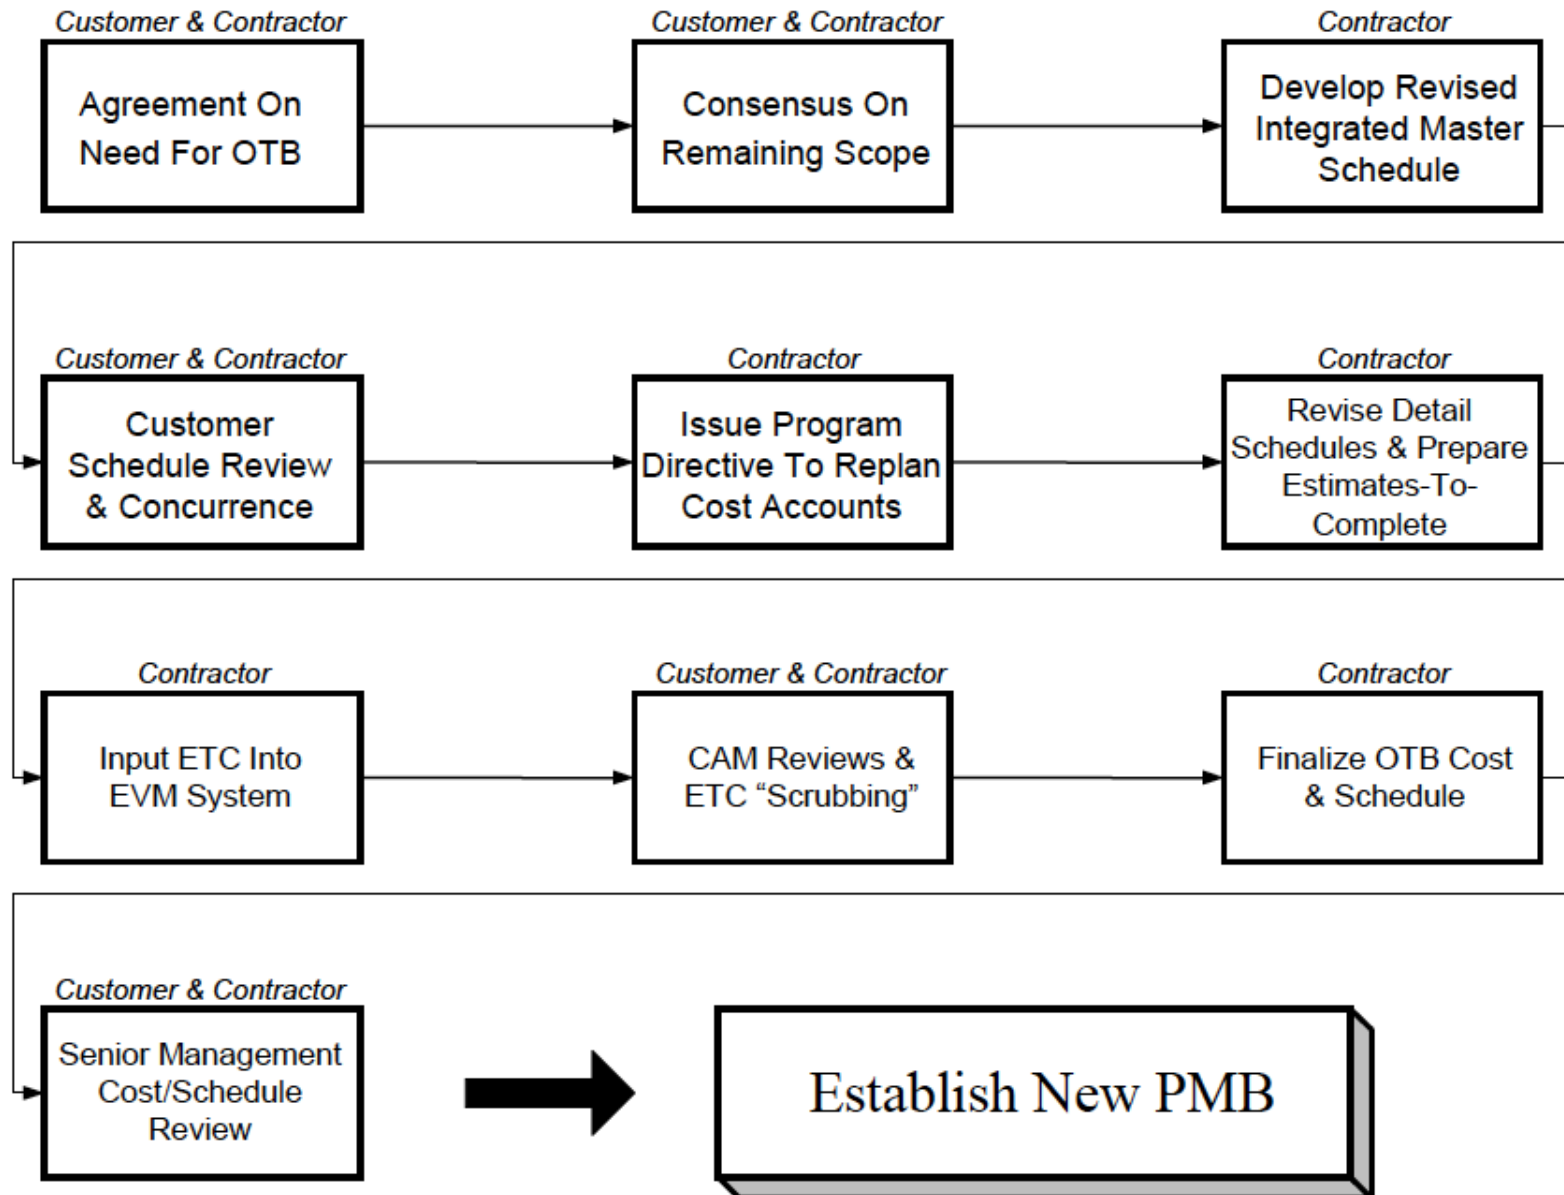 Customer & Contractor
Customer & Contractor
Contractor
Agreement On
Need For OTB
Consensus On
Remaining Scope
Develop Revised
Integrated Master
Schedule
Customer & Contractor
Contractor
Contractor
Customer
Schedule Review
& Concurrence
Issue Program
Directive To Replan
Cost Accounts
Revise Detail
Schedules & Prepare
Estimates-To-
Complete
Contractor
Customer & Contractor
Contractor
Input ETC Into
EVM System
CAM Reviews &
ETC “Scrubbing”
Finalize OTB Cost
& Schedule
Customer & Contractor
Senior Management
Cost/Schedule
Review
Establish New PMB